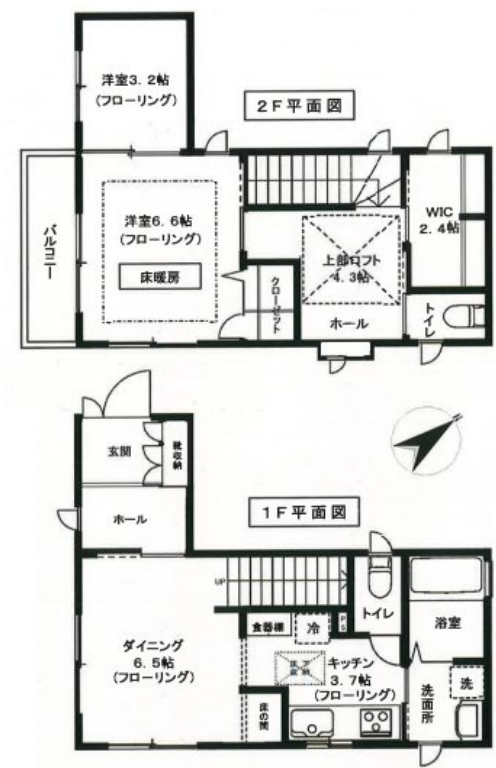 洋室3.2帖
(フローリング)
2F平面図
洋室6.6帖
(フローリング)
床暖房
バルコニー
クローゼット
上部ロフト
4.3帖
ホール
WIC
2.4帖
トイレ
玄関
靴収納
ホール
N
1F平面図
UP
ダイニング
6.5帖
(フローリング)
食器棚
冷
PS
トイレ
浴室
キッチン
3.7帖
(フローリング)
床の間
洗面所
洗